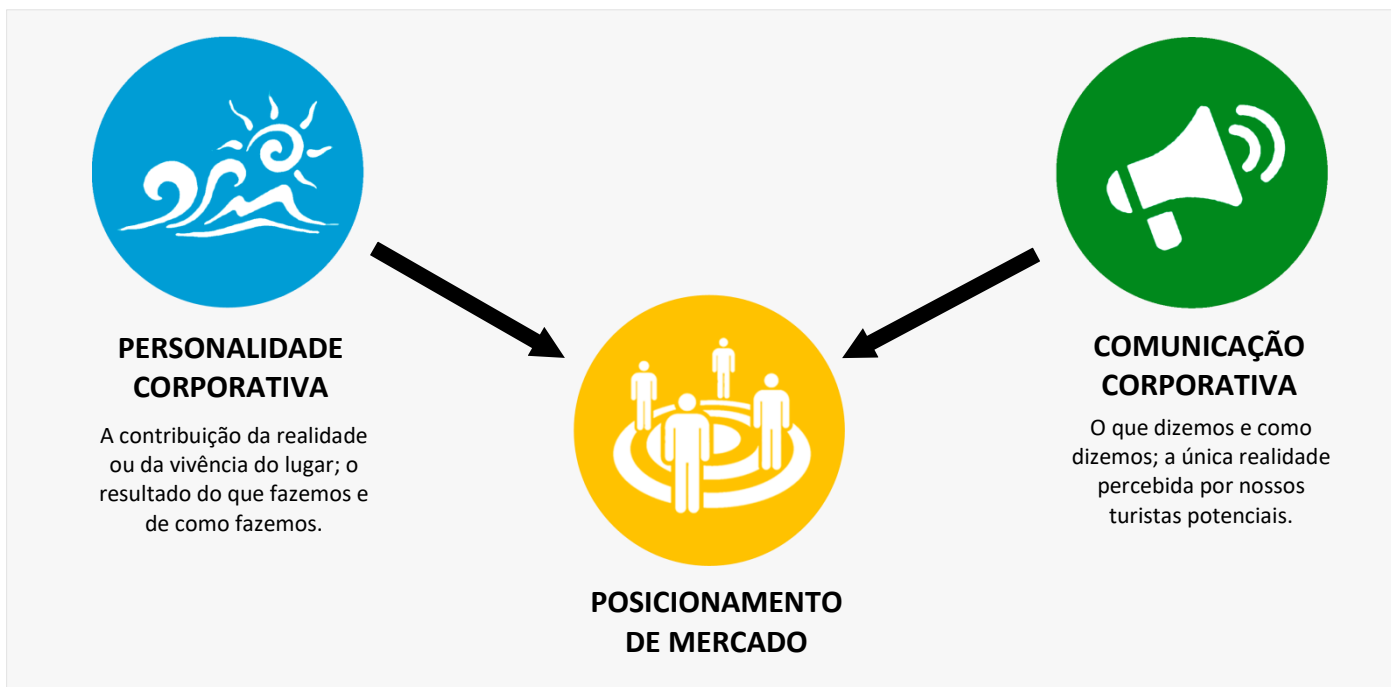 PERSONALIDADE
CORPORATIVA
A contribuição da realidade
ou da vivência do lugar; o
resultado do que fazemos e
de como fazemos.
COMUNICAÇÃO
CORPORATIVA
O que dizemos e como
dizemos; a única realidade
percebida por nossos
turistas potenciais.
POSICIONAMENTO
DE MERCADO